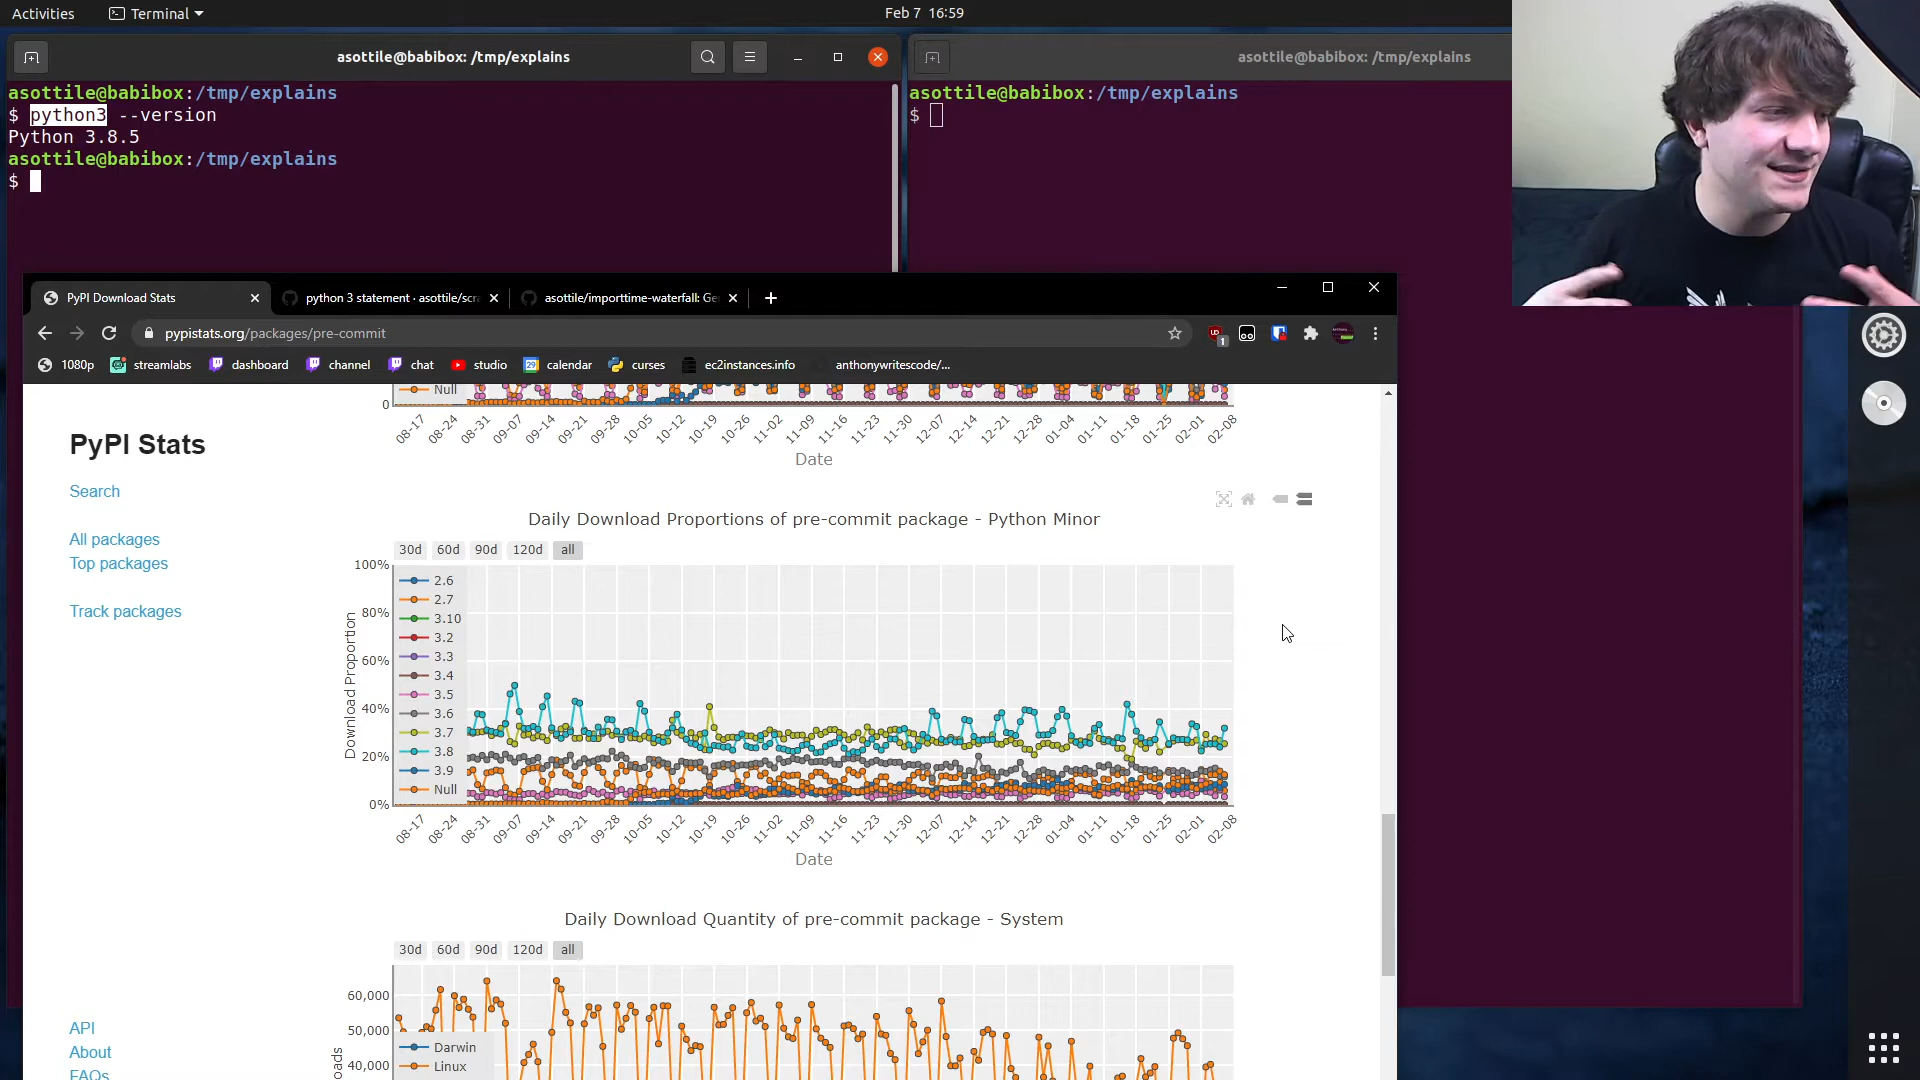 Activities
Terminal
Feb 7 16:59
asottile@babibox: /tmp/explains
asottile@babibox: /tmp/explains
asottile@babibox:/tmp/explains
$ python3 --version
Python 3.8.5
asottile@babibox:/tmp/explains
$
asottile@babibox:/tmp/explains
$
PyPI Download Stats
python 3 statement · asottile/scr
asottile/importtime-waterfall: Ge
pypistats.org/packages/pre-commit
1
1080p
streamlabs
dashboard
channel
chat
studio
29
calendar
curses
ec2instances.info
anthonywritescode/...
PyPI Stats
Search
All packages
Top packages
Track packages
API
About
FAQs
Null
0
08-17 08-24 08-31 09-07 09-14 09-21 09-28 10-05 10-12 10-19 10-26 11-02 11-09 11-16 11-23 11-30 12-07 12-14 12-21 12-28 01-04 01-11 01-18 01-25 02-01 02-08
Date
Daily Download Proportions of pre-commit package - Python Minor
30d 60d 90d 120d all
Download Proportion
100%
80%
60%
40%
20%
0%
2.6
2.7
3.10
3.2
3.3
3.4
3.5
3.6
3.7
3.8
3.9
Null
08-17 08-24 08-31 09-07 09-14 09-21 09-28 10-05 10-12 10-19 10-26 11-02 11-09 11-16 11-23 11-30 12-07 12-14 12-21 12-28 01-04 01-11 01-18 01-25 02-01 02-08
Date
Daily Download Quantity of pre-commit package - System
30d 60d 90d 120d all
60,000
50,000
40,000
Darwin
Linux